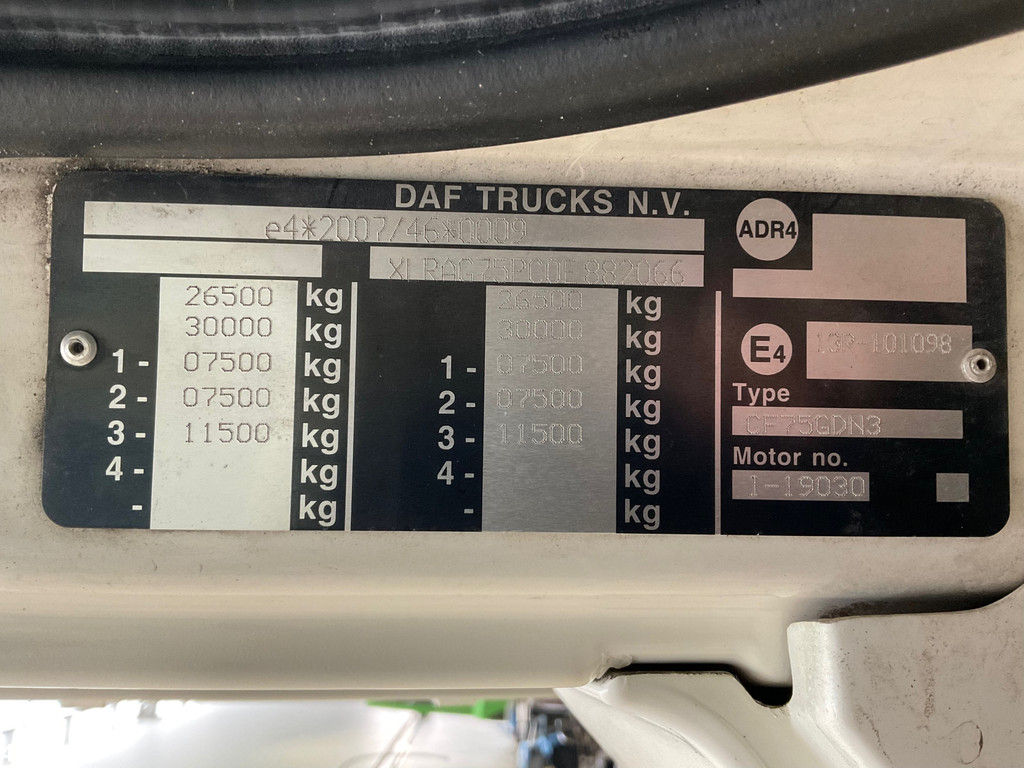 DAF TRUCKS N.V.
e4*2007/46*0009
XLRAG75PC0E882066
26500 kg 26500 kg
30000 kg 30000 kg
1- 07500 kg 1- 07500 kg
2- 07500 kg 2- 07500 kg
3- 11500 kg 3- 11500 kg
4- kg 4- kg
- kg - kg
ADR4
E4 13R-101098
Type
CF75GDN3
Motor no.
1-19030